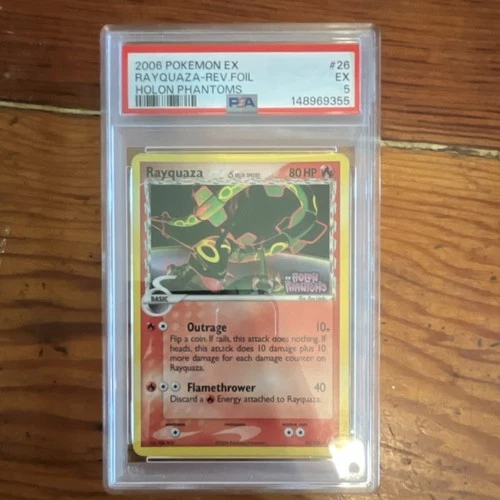 2006 POKEMON EX #26
RAYQUAZA-REV.FOIL EX
HOLON PHANTOMS 5
PSA 148969355
Rayquaza δ DELTA SPECIES 80 HP
HOLON
PHANTOMS
BASIC
Outrage 10+
Flip a coin. If tails, this attack does nothing. If
heads, this attack does 10 damage plus 10
more damage for each damage counter on
Rayquaza.
Flamethrower 40
Discard a Energy attached to Rayquaza.